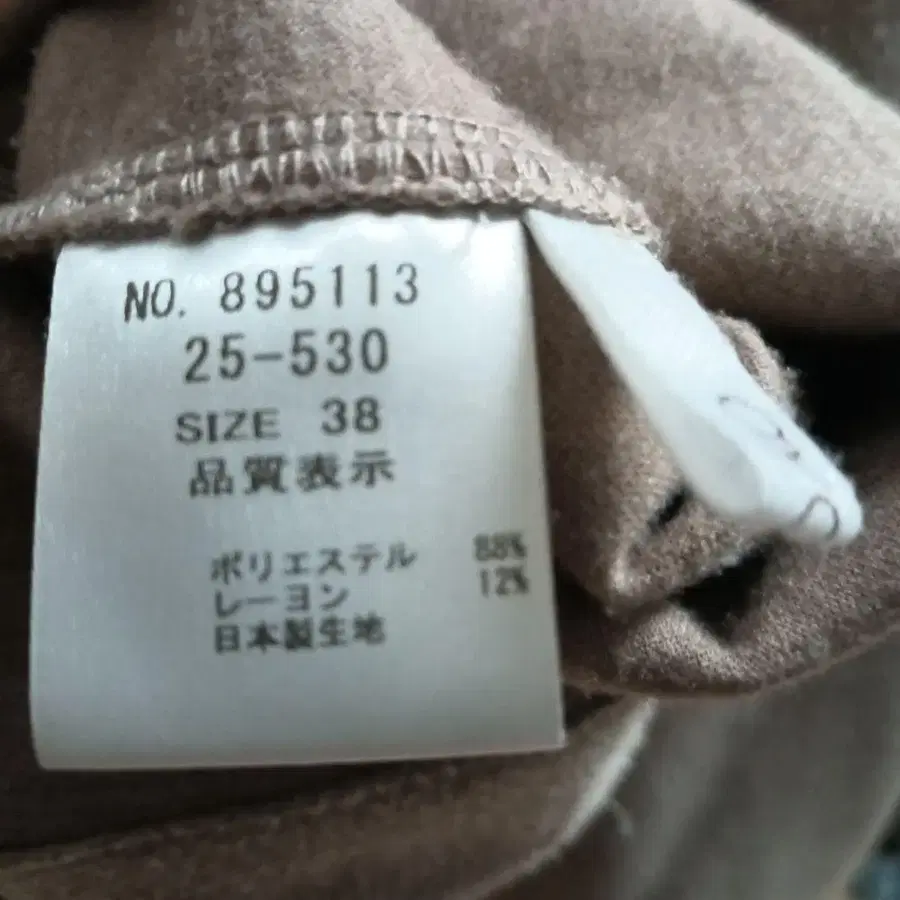 NO. 895113
25-530
SIZE 38
品質表示
ポリエステル 88%
レーヨン 12%
日本製生地